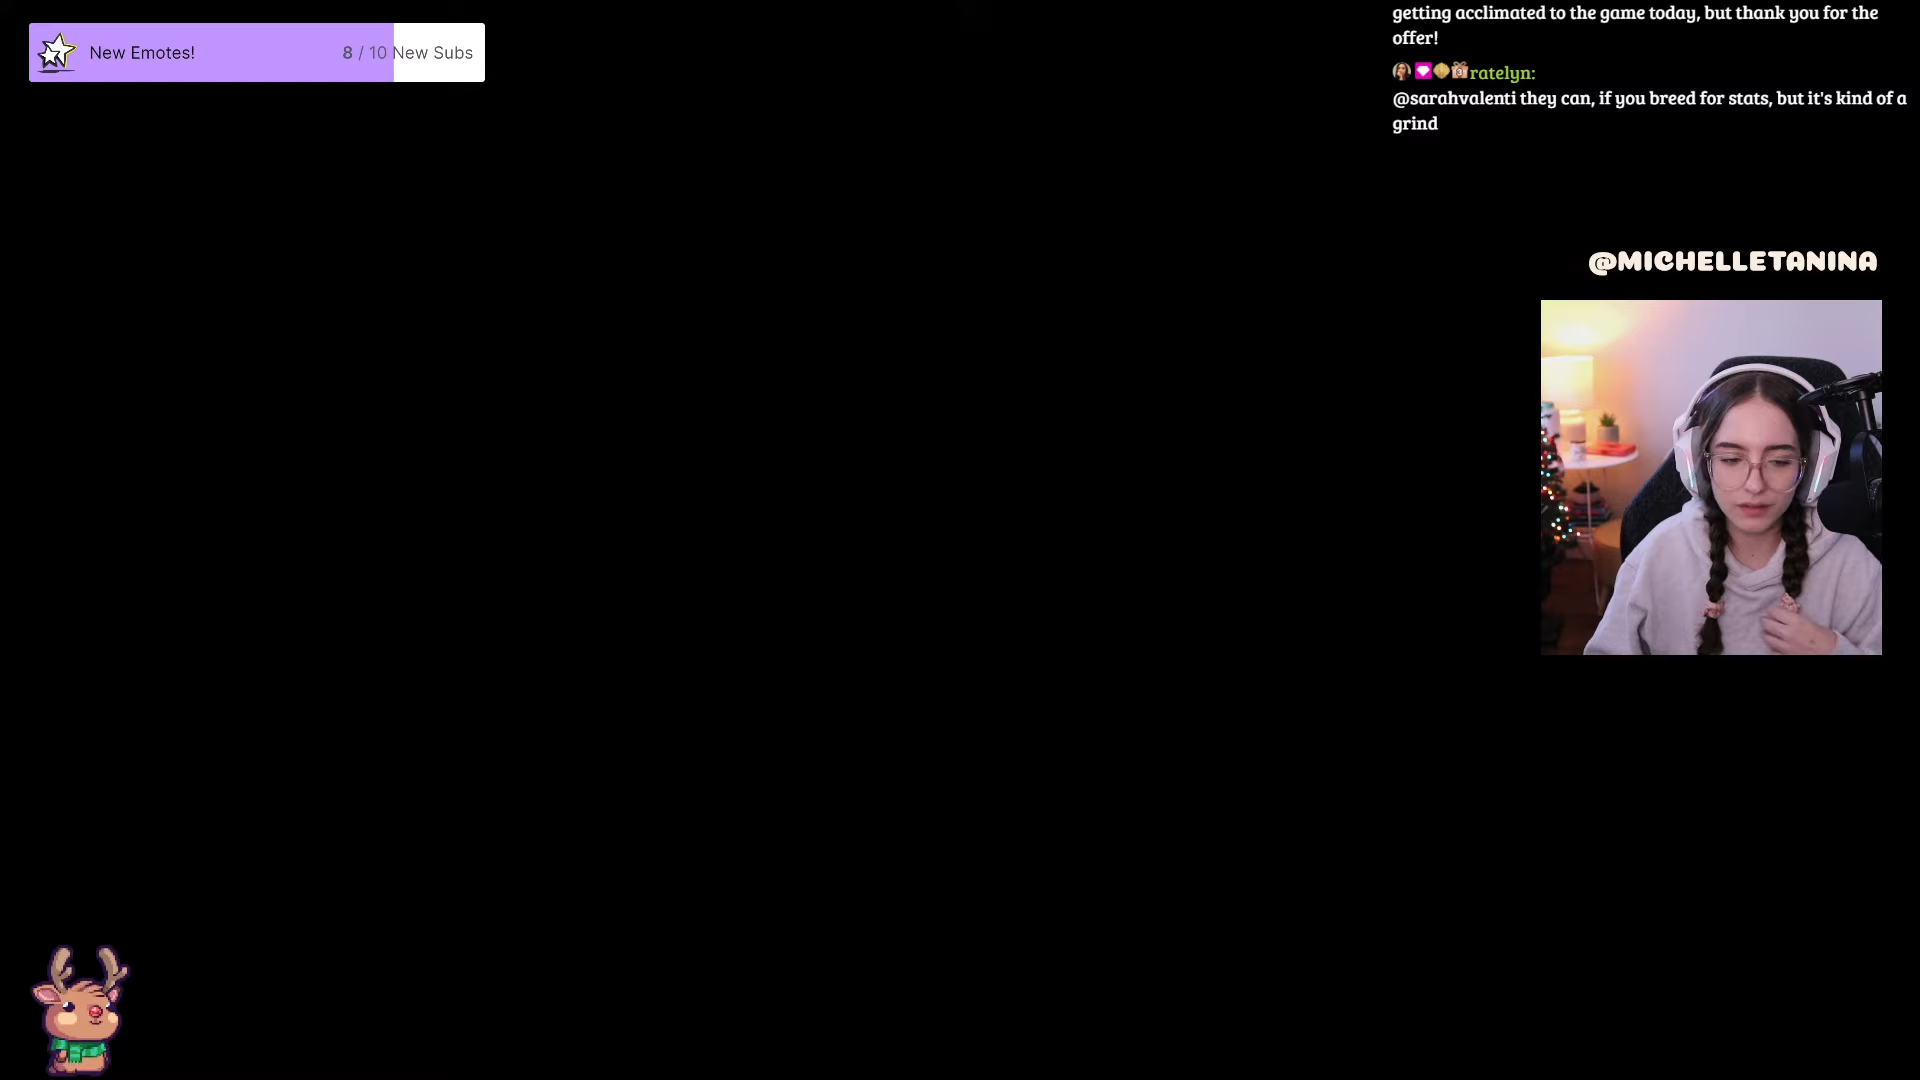 New Emotes!
8 / 10 New Subs
getting acclimated to the game today, but thank you for the
offer!
ratelyn:
@sarahvalenti they can, if you breed for stats, but it's kind of a
grind
@MICHELLETANINA